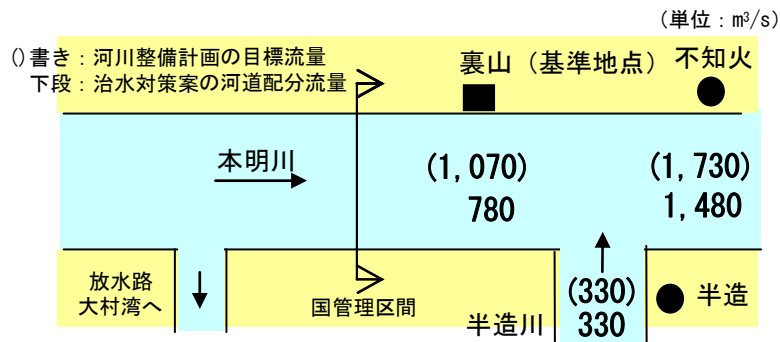 (単位：m³/s)
()書き：河川整備計画の目標流量
下段：治水対策案の河道配分流量
裏山（基準地点）
不知火
本明川
(1,070)
780
(1,730)
1,480
放水路
大村湾へ
国管理区間
半造川
(330)
330
半造